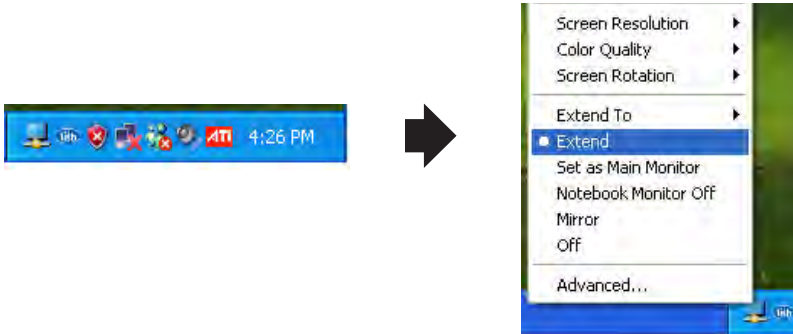 ATI 4:26 PM
Screen Resolution
Color Quality
Screen Rotation
Extend To
Extend
Set as Main Monitor
Notebook Monitor Off
Mirror
Off
Advanced...